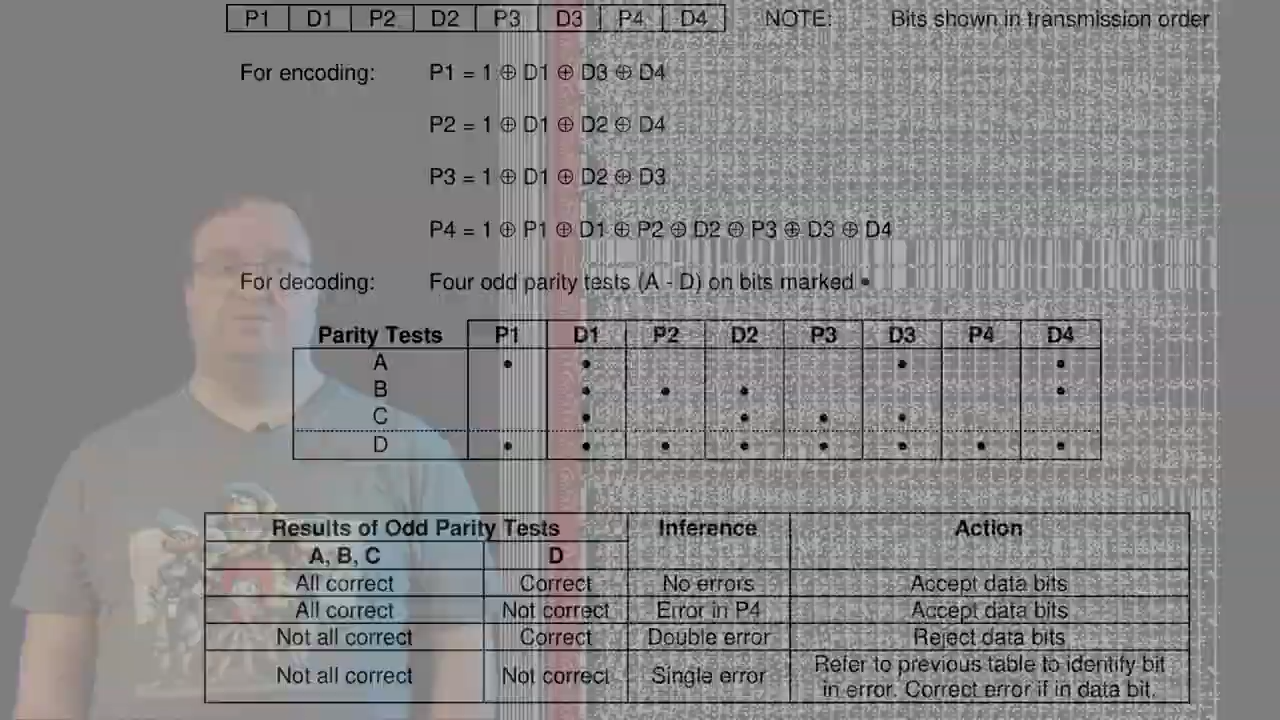 P1 D1 P2 D2 P3 D3 P4 D4 NOTE: Bits shown in transmission order
For encoding: P1 = 1 ⊕ D1 ⊕ D3 ⊕ D4
P2 = 1 ⊕ D1 ⊕ D2 ⊕ D4
P3 = 1 ⊕ D1 ⊕ D2 ⊕ D3
P4 = 1 ⊕ P1 ⊕ D1 ⊕ P2 ⊕ D2 ⊕ P3 ⊕ D3 ⊕ D4
For decoding: Four odd parity tests (A - D) on bits marked •
Parity Tests P1 D1 P2 D2 P3 D3 P4 D4
A • • • •
B • • • •
C • • • •
D • • • • • • • •
Results of Odd Parity Tests Inference Action
A, B, C D
All correct Correct No errors Accept data bits
All correct Not correct Error in P4 Accept data bits
Not all correct Correct Double error Reject data bits
Not all correct Not correct Single error Refer to previous table to identify bit
in error. Correct error if in data bit.